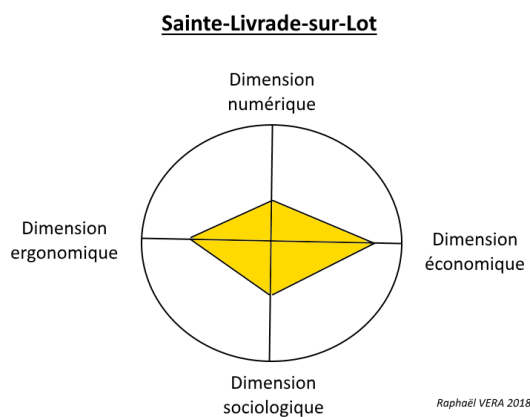 Sainte-Livrade-sur-Lot
Dimension
numérique
Dimension
ergonomique
Dimension
économique
Dimension
sociologique
Raphaël VERA 2018